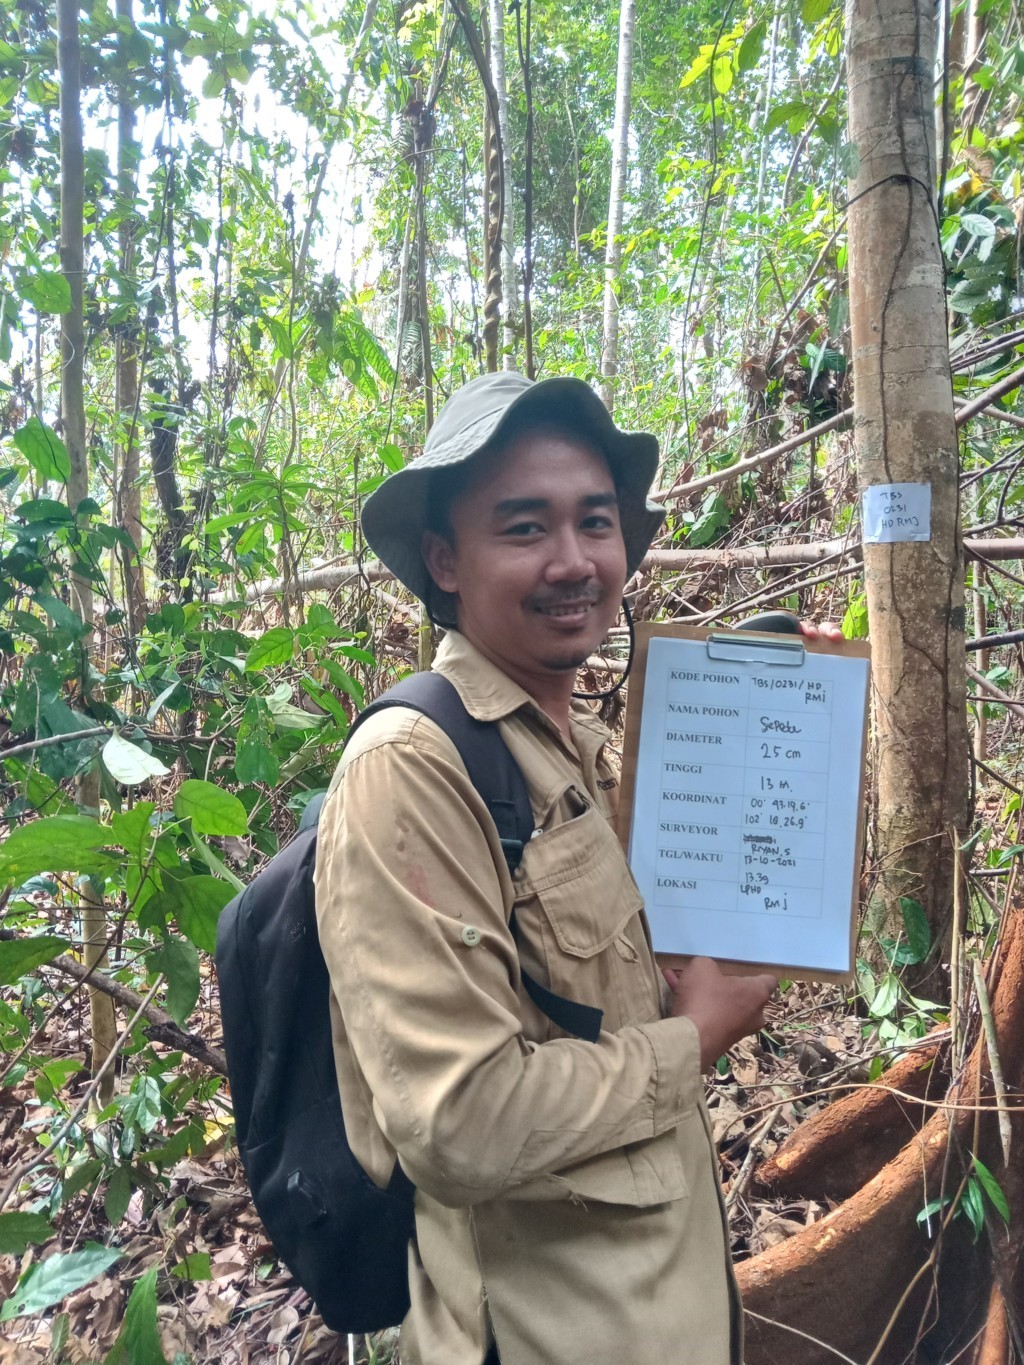 TBS
0231
HD RMJ
KODE POHON TBS/0231/HD
RMJ
NAMA POHON Sepetu
DIAMETER 25 cm
TINGGI 13 m.
KOORDINAT 00° 43.19,6'
102° 18,26.9'
SURVEYOR
RIYAN.S
TGL/WAKTU 13-10-2021
13.39
LOKASI LPHD
RMJ